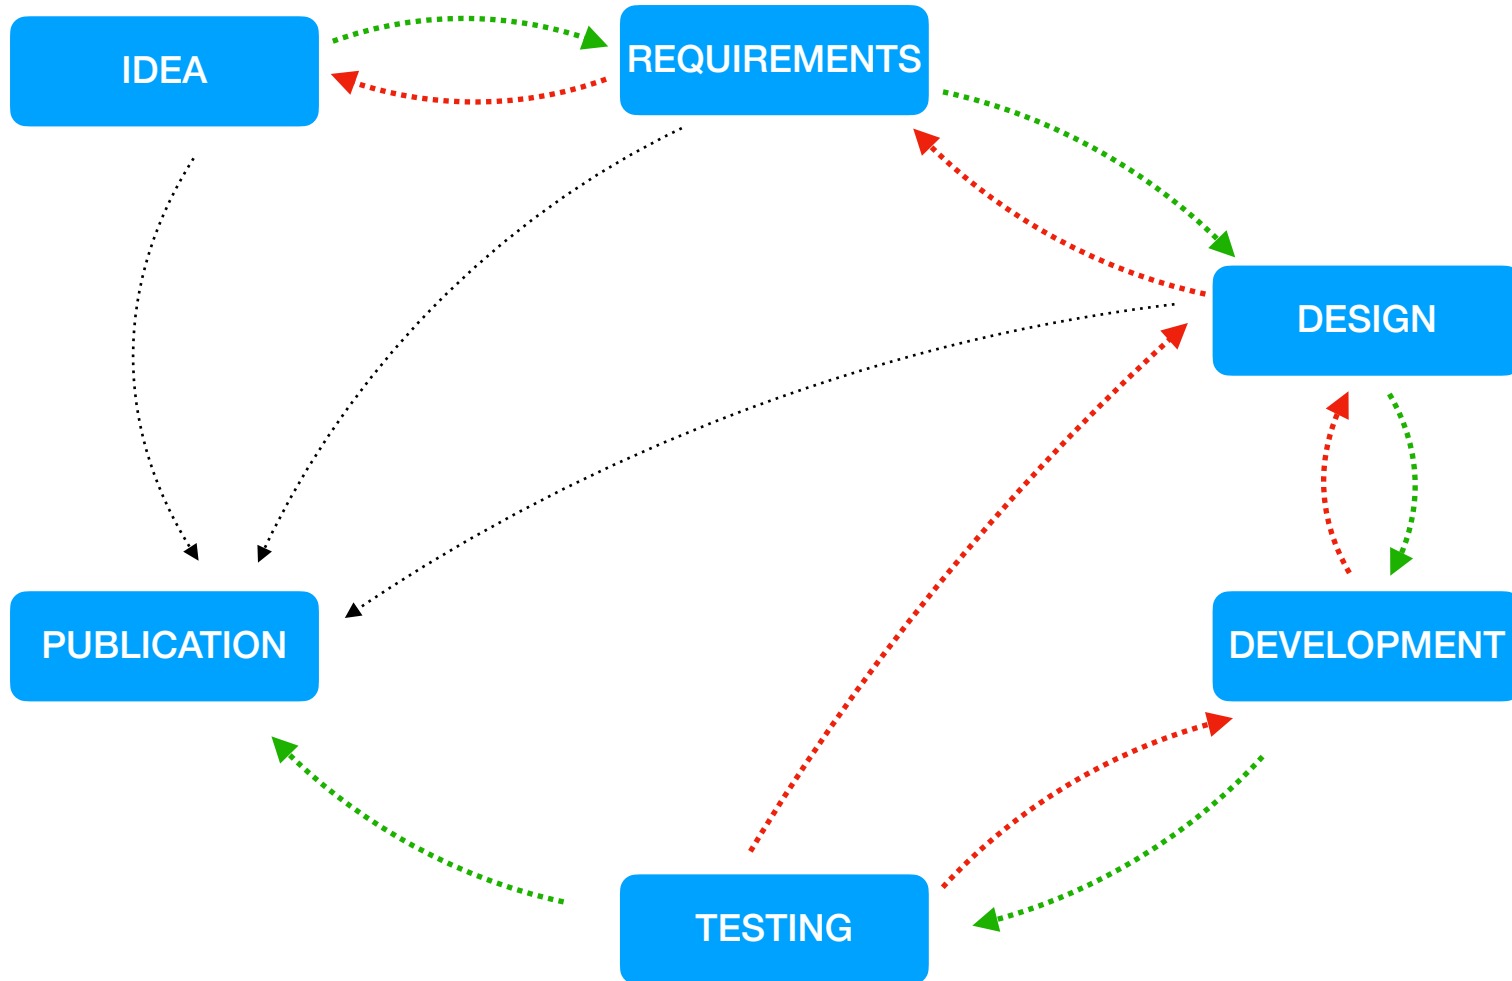 IDEA
REQUIREMENTS
DESIGN
PUBLICATION
DEVELOPMENT
TESTING